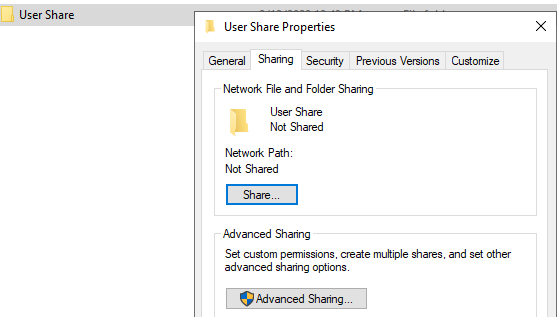 User Share
User Share Properties
General Sharing Security Previous Versions Customize
Network File and Folder Sharing
User Share
Not Shared
Network Path:
Not Shared
Share...
Advanced Sharing
Set custom permissions, create multiple shares, and set other
advanced sharing options.
Advanced Sharing...